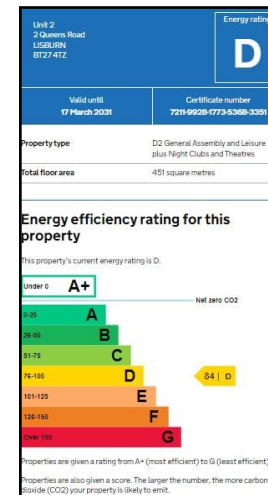 Unit 2
2 Queens Road
LISBURN
BT27 4TZ
Energy rating
D
Valid until
17 March 2031
Certificate number
7211-9928-1773-5368-3351
Property type
D2 General Assembly and Leisure
plus Night Clubs and Theatres
Total floor area
451 square metres
Energy efficiency rating for this
property
This property's current energy rating is D.
Under 0 A+
Net zero CO2
0-25 A
26-50 B
51-75 C
76-100 D 84 | D
101-125 E
126-150 F
Over 150 G
Properties are given a rating from A+ (most efficient) to G (least efficient).
Properties are also given a score. The larger the number, the more carbon
dioxide (CO2) your property is likely to emit.